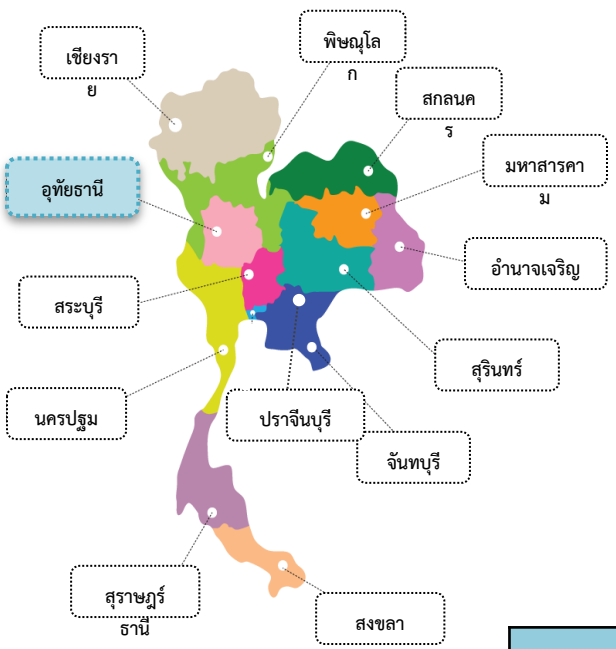 พิษณุโล
ก
เชียงรา
ย
สกลนค
ร
มหาสารคา
ม
อุทัยธานี
อำนาจเจริญ
สระบุรี
สุรินทร์
นครปฐม
ปราจีนบุรี
จันทบุรี
สุราษฎร์
ธานี
สงขลา